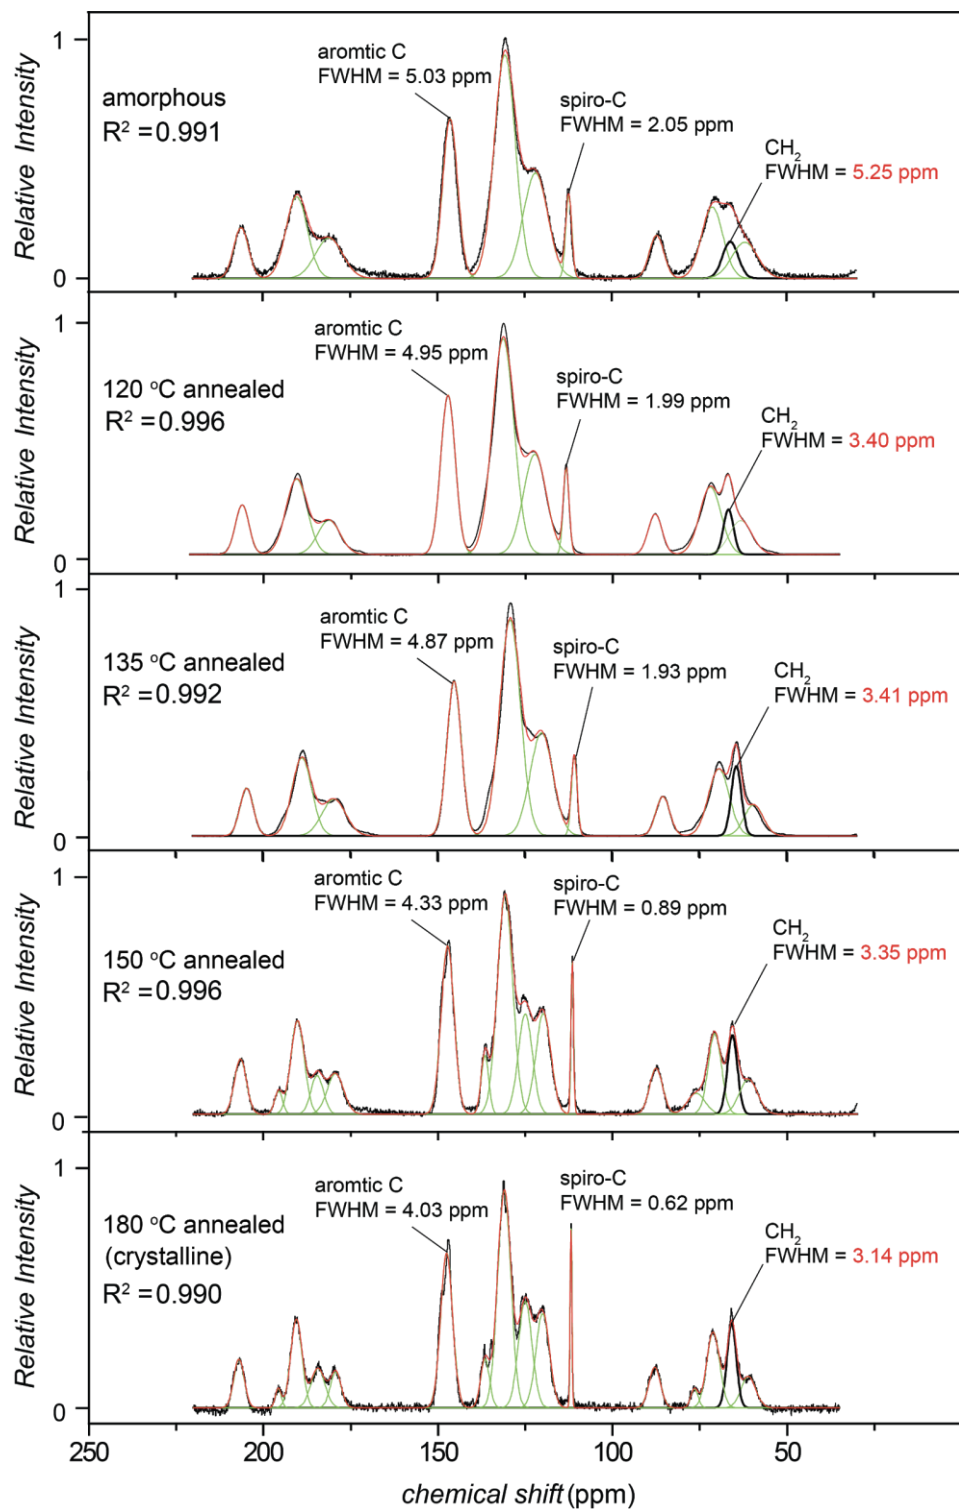 Relative Intensity
1
0
amorphous
R² = 0.991
aromtic C
FWHM = 5.03 ppm
spiro-C
FWHM = 2.05 ppm
CH₂
FWHM = 5.25 ppm
Relative Intensity
1
0
120 °C annealed
R² = 0.996
aromtic C
FWHM = 4.95 ppm
spiro-C
FWHM = 1.99 ppm
CH₂
FWHM = 3.40 ppm
Relative Intensity
1
0
135 °C annealed
R² = 0.992
aromtic C
FWHM = 4.87 ppm
spiro-C
FWHM = 1.93 ppm
CH₂
FWHM = 3.41 ppm
Relative Intensity
1
0
150 °C annealed
R² = 0.996
aromtic C
FWHM = 4.33 ppm
spiro-C
FWHM = 0.89 ppm
CH₂
FWHM = 3.35 ppm
Relative Intensity
1
0
180 °C annealed
(crystalline)
R² = 0.990
aromtic C
FWHM = 4.03 ppm
spiro-C
FWHM = 0.62 ppm
CH₂
FWHM = 3.14 ppm
250 200 150 100 50
chemical shift (ppm)